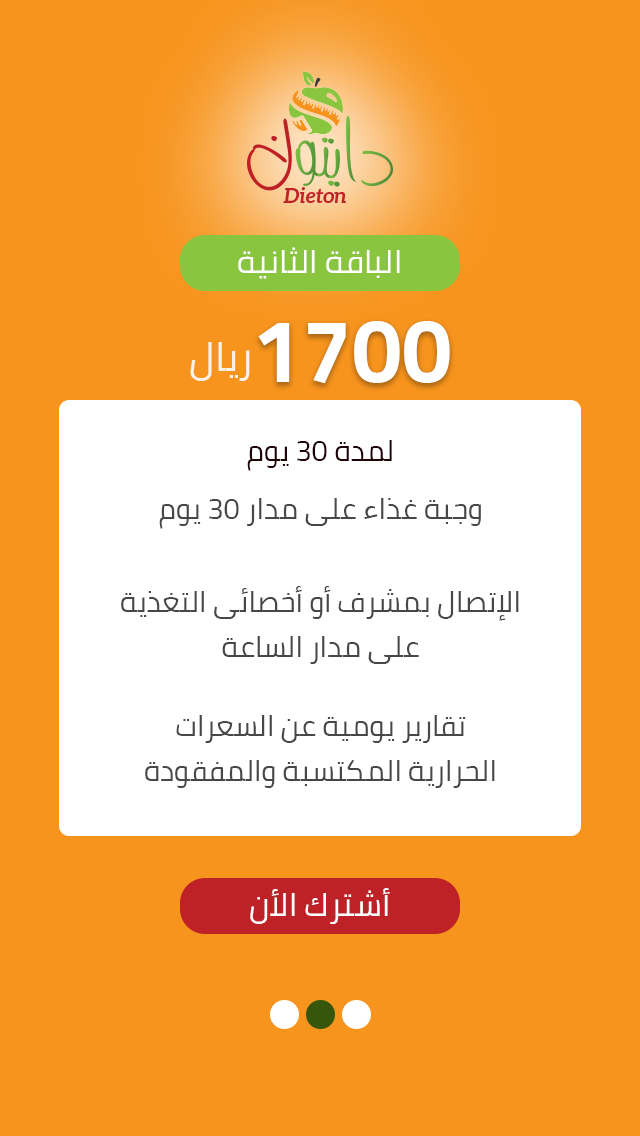 دايتون
Dieton
الباقة الثانية
1700 ريال
لمدة 30 يوم
وجبة غذاء على مدار 30 يوم
الإتصال بمشرف أو أخصائى التغذية
على مدار الساعة
تقارير يومية عن السعرات
الحرارية المكتسبة والمفقودة
أشترك الأن